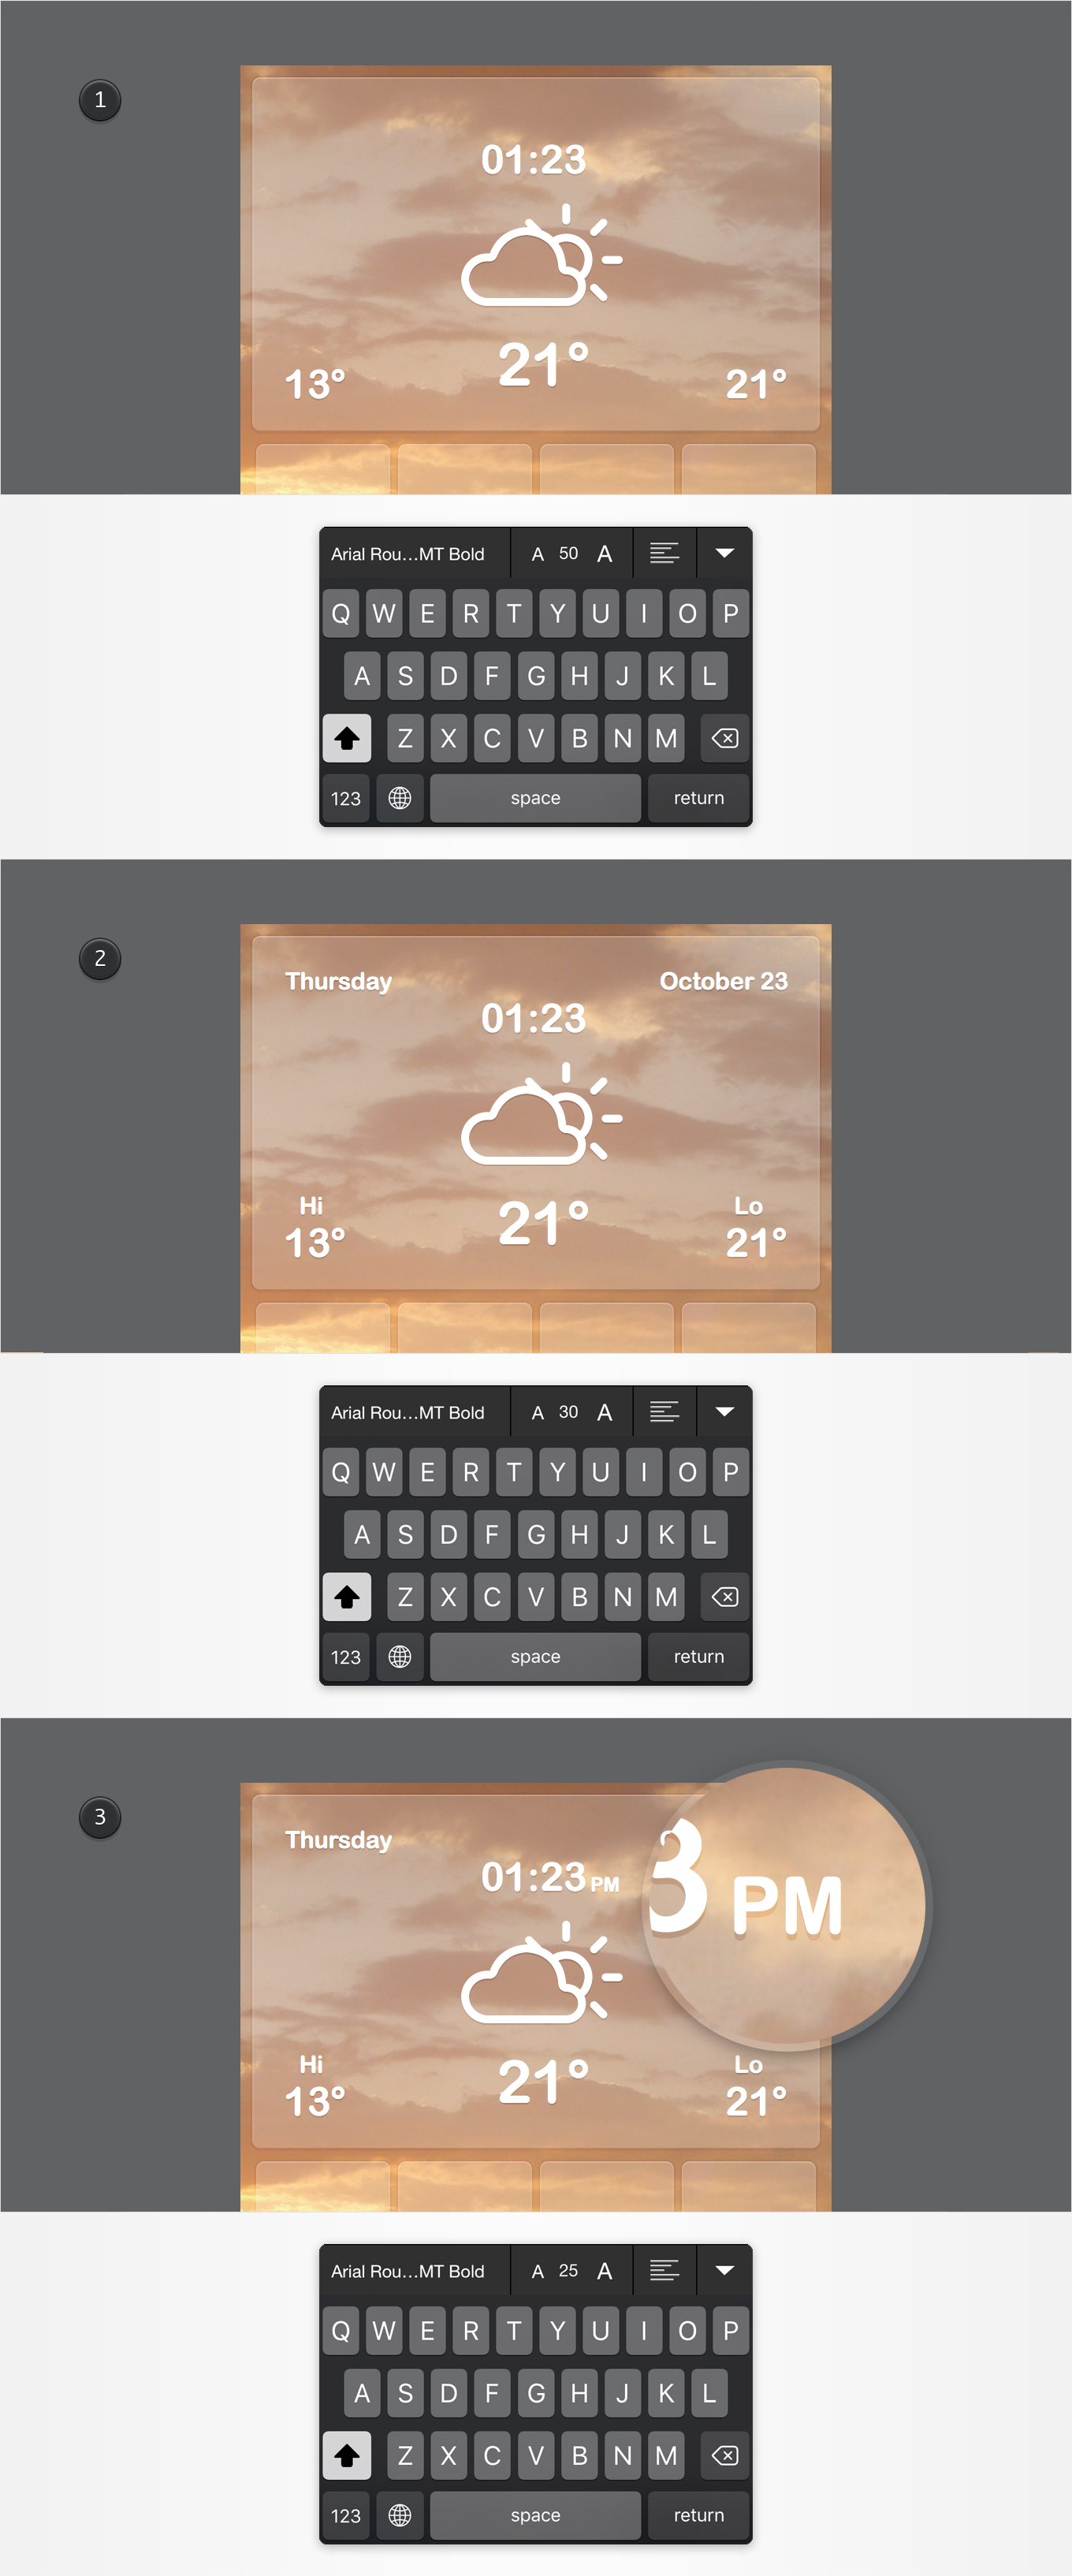 1
01:23
21°
13° 21°
Arial Rou...MT Bold A 50 A
Q W E R T Y U I O P
A S D F G H J K L
Z X C V B N M
123 space return
2
Thursday October 23
01:23
Hi Lo
21°
13° 21°
Arial Rou...MT Bold A 30 A
Q W E R T Y U I O P
A S D F G H J K L
Z X C V B N M
123 space return
3
Thursday
01:23 PM
3 PM
Hi Lo
21°
13° 21°
Arial Rou...MT Bold A 25 A
Q W E R T Y U I O P
A S D F G H J K L
Z X C V B N M
123 space return